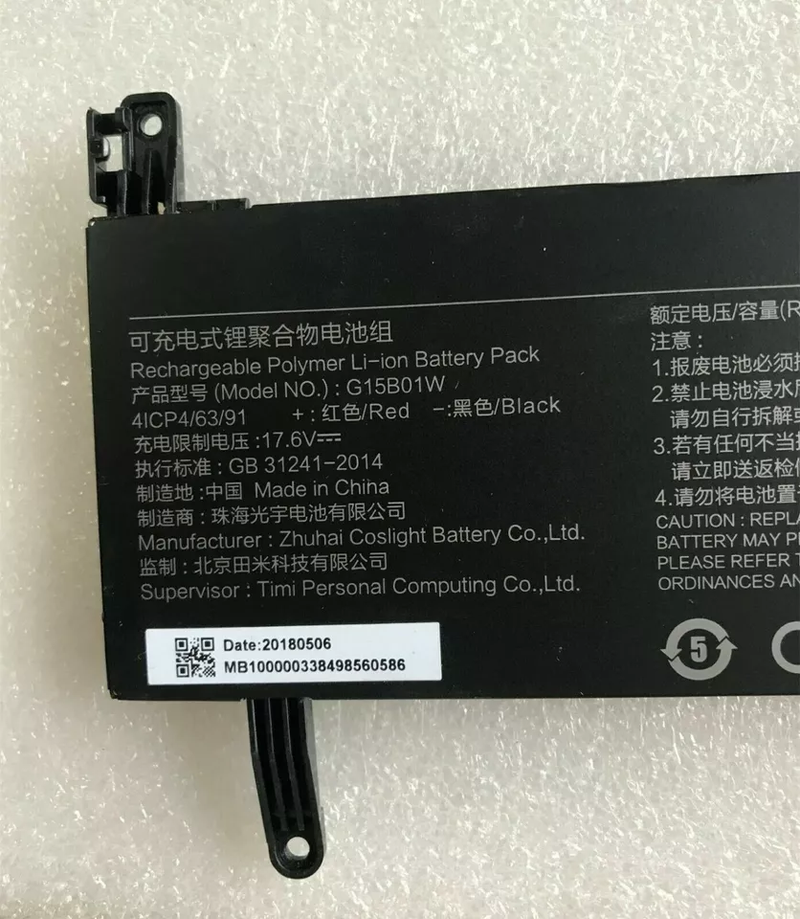 可充电式锂聚合物电池组
Rechargeable Polymer Li-ion Battery Pack
产品型号 (Model NO.) : G15B01W
4ICP4/63/91 + : 红色/Red -:黑色/Black
充电限制电压:17.6V⎓
执行标准 : GB 31241-2014
制造地:中国 Made in China
制造商 : 珠海光宇电池有限公司
Manufacturer : Zhuhai Coslight Battery Co.,Ltd.
监制 : 北京田米科技有限公司
Supervisor : Timi Personal Computing Co.,Ltd.
Date:20180506
MB100000338498560586
额定电压/容量(R
注意 :
1.报废电池必须
2.禁止电池浸水
请勿自行拆解
3.若有任何不当
请立即送返检
4.请勿将电池置
CAUTION : REPLA
BATTERY MAY
PLEASE REFER
ORDINANCES AN
5